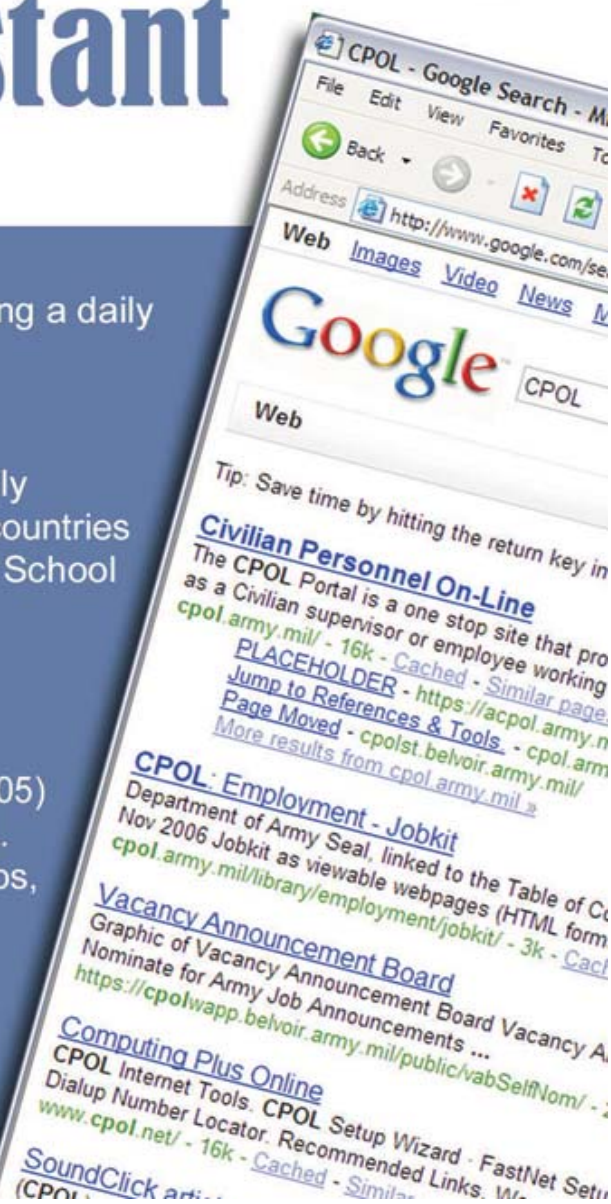 stant
ng a daily
ly
countries
School
05)
.
os,
CPOL - Google Search - Mi
File Edit View Favorites To
Back
Address http://www.google.com/sea
Web Images Video News M
Google™ CPOL
Web
Tip: Save time by hitting the return key in
Civilian Personnel On-Line
The CPOL Portal is a one stop site that pro
as a Civilian supervisor or employee working
cpol.army.mil/ - 16k - Cached - Similar pages
PLACEHOLDER - https://acpol.army.m
Jump to References & Tools. - cpol.arm
Page Moved - cpolst.belvoir.army.mil/
More results from cpol.army.mil »
CPOL: Employment - Jobkit
Department of Army Seal, linked to the Table of Co
Nov 2006 Jobkit as viewable webpages (HTML form
cpol.army.mil/library/employment/jobkit/ - 3k - Cach
Vacancy Announcement Board
Graphic of Vacancy Announcement Board Vacancy A
Nominate for Army Job Announcements ...
https://cpolwapp.belvoir.army.mil/public/vabSelfNom/ - 2
Computing Plus Online
CPOL Internet Tools. CPOL Setup Wizard · FastNet Setu
Dialup Number Locator. Recommended Links.
www.cpol.net/ - 16k - Cached - Similar
SoundClick
(CPOL)